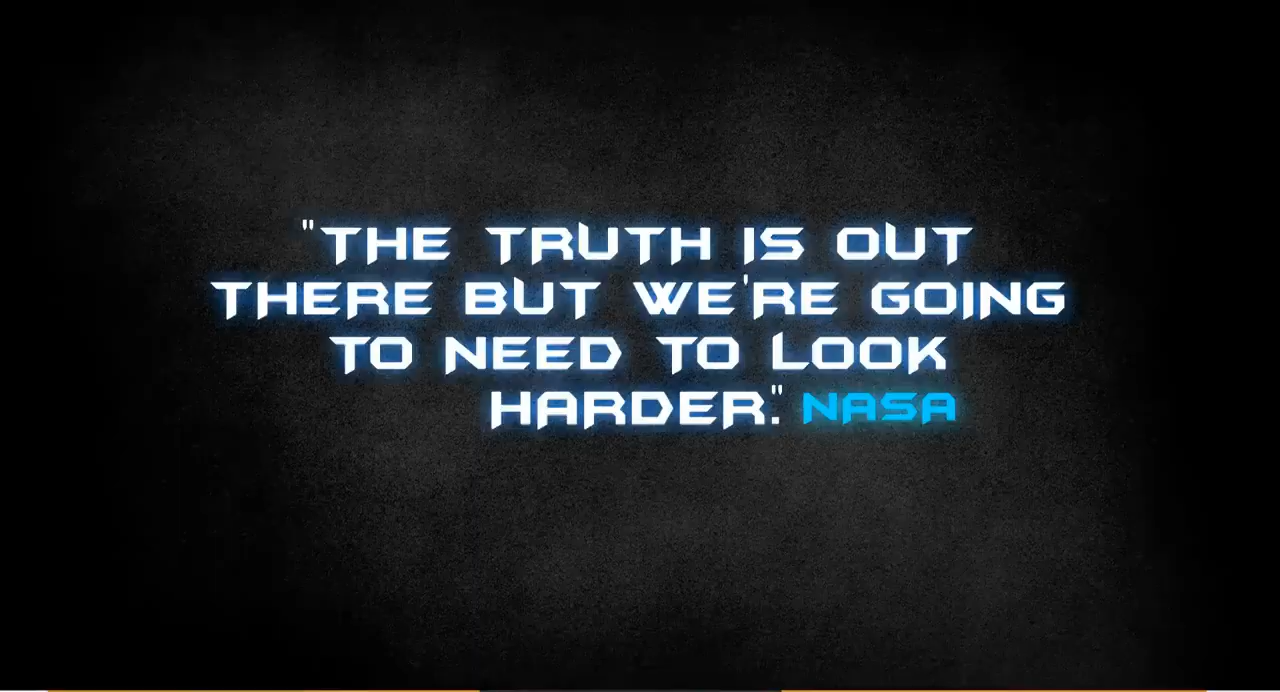 "THE TRUTH IS OUT
THERE BUT WE'RE GOING
TO NEED TO LOOK
HARDER." NASA